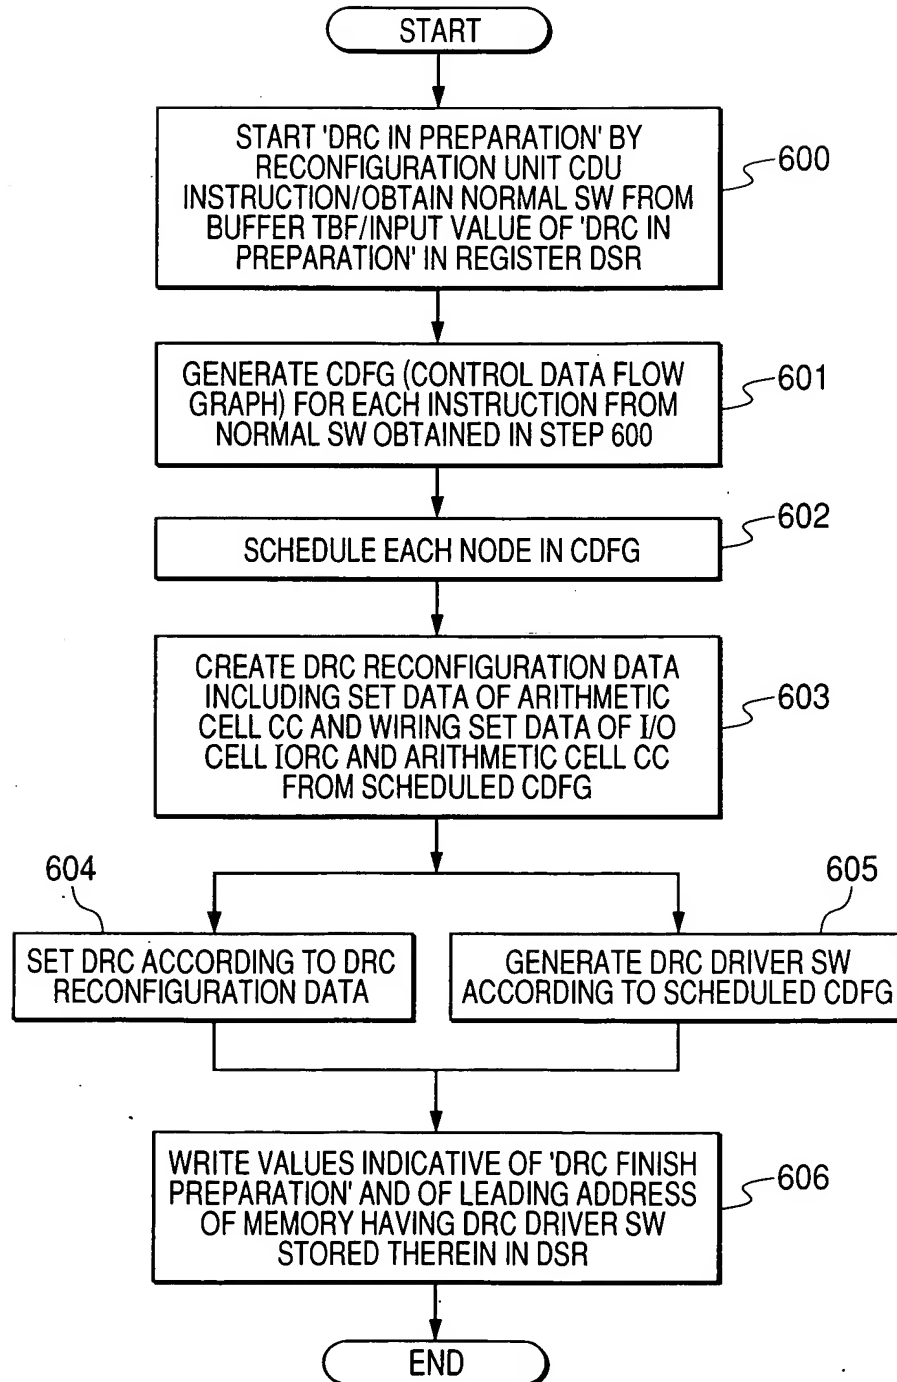 START
START 'DRC IN PREPARATION' BY
RECONFIGURATION UNIT CDU
INSTRUCTION/OBTAIN NORMAL SW FROM
BUFFER TBF/INPUT VALUE OF 'DRC IN
PREPARATION' IN REGISTER DSR
600
GENERATE CDFG (CONTROL DATA FLOW
GRAPH) FOR EACH INSTRUCTION FROM
NORMAL SW OBTAINED IN STEP 600
601
SCHEDULE EACH NODE IN CDFG
602
CREATE DRC RECONFIGURATION DATA
INCLUDING SET DATA OF ARITHMETIC
CELL CC AND WIRING SET DATA OF I/O
CELL IORC AND ARITHMETIC CELL CC
FROM SCHEDULED CDFG
603
604
SET DRC ACCORDING TO DRC
RECONFIGURATION DATA
605
GENERATE DRC DRIVER SW
ACCORDING TO SCHEDULED CDFG
WRITE VALUES INDICATIVE OF 'DRC FINISH
PREPARATION' AND OF LEADING ADDRESS
OF MEMORY HAVING DRC DRIVER SW
STORED THEREIN IN DSR
606
END